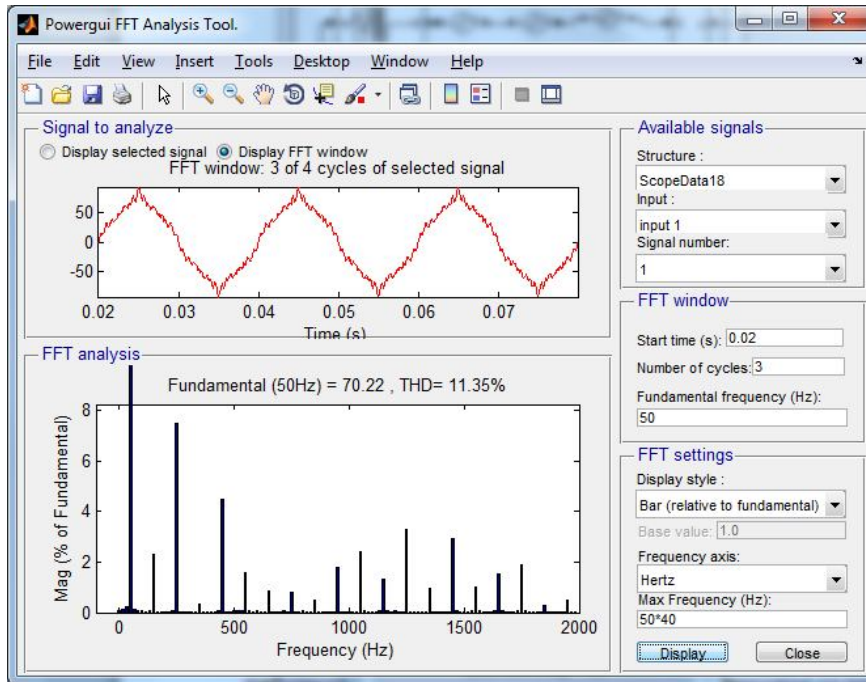 Powergui FFT Analysis Tool.
File Edit View Insert Tools Desktop Window Help
Signal to analyze
Display selected signal Display FFT window
FFT window: 3 of 4 cycles of selected signal
50
0
-50
0.02 0.03 0.04 0.05 0.06 0.07
Time (s)
FFT analysis
Fundamental (50Hz) = 70.22 , THD= 11.35%
Mag (% of Fundamental)
8
6
4
2
0
0 500 1000 1500 2000
Frequency (Hz)
Available signals
Structure :
ScopeData18
Input :
input 1
Signal number:
1
FFT window
Start time (s): 0.02
Number of cycles: 3
Fundamental frequency (Hz):
50
FFT settings
Display style :
Bar (relative to fundamental)
Base value: 1.0
Frequency axis:
Hertz
Max Frequency (Hz):
50*40
Display Close